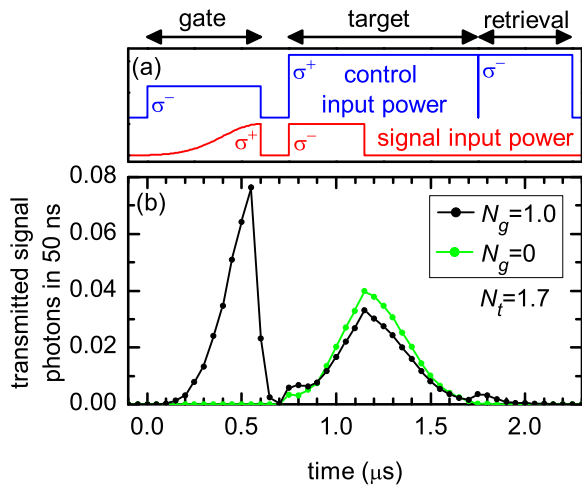 gate target retrieval
(a)
σ⁻ σ⁺ control input power σ⁻
σ⁺ σ⁻ signal input power
(b)
transmitted signal
photons in 50 ns
0.08
0.06
0.04
0.02
0.00
N_g=1.0
N_g=0
N_t=1.7
0.0 0.5 1.0 1.5 2.0
time (μs)